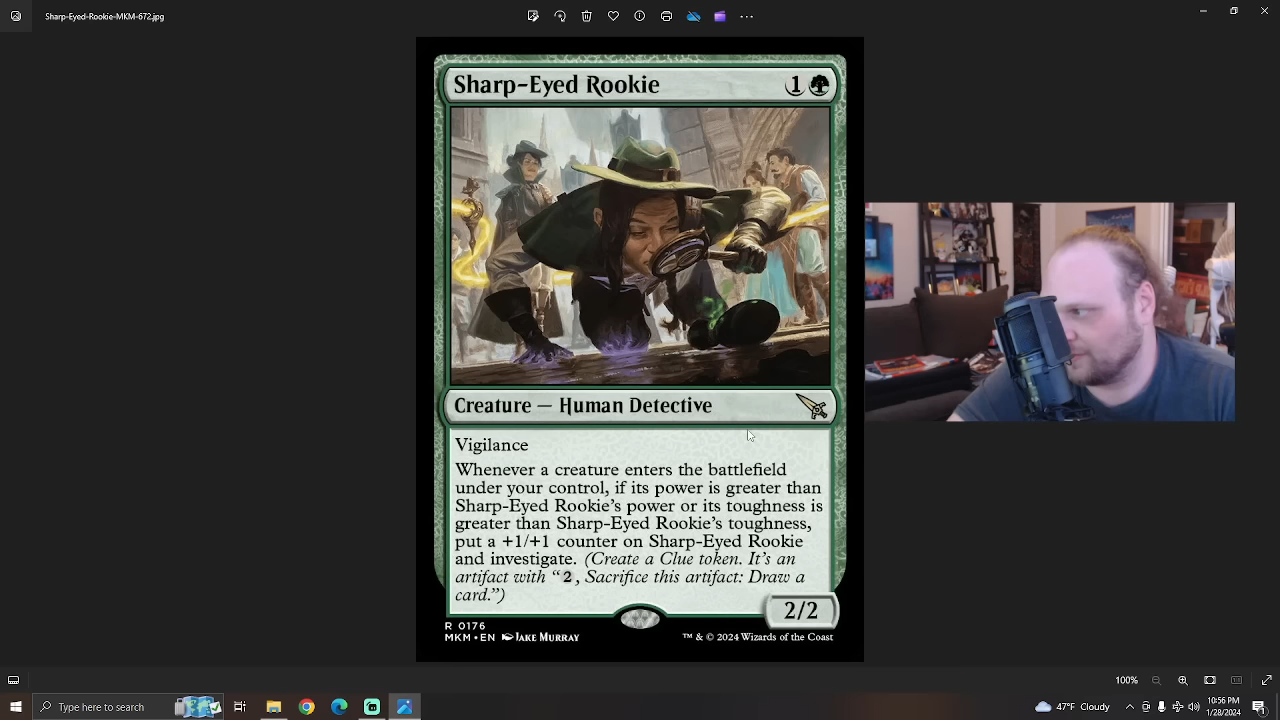 Sharp-Eyed-Rookie-MKM-672.jpg
Sharp-Eyed Rookie 1
Creature — Human Detective
Vigilance
Whenever a creature enters the battlefield
under your control, if its power is greater than
Sharp-Eyed Rookie's power or its toughness is
greater than Sharp-Eyed Rookie's toughness,
put a +1/+1 counter on Sharp-Eyed Rookie
and investigate. (Create a Clue token. It's an
artifact with “2, Sacrifice this artifact: Draw a
card.”)
2/2
R 0176
MKM • EN Jake Murray
™ & © 2024 Wizards of the Coast
100%
Type here to search
47°F Cloudy
10:56 PM
1/28/2024